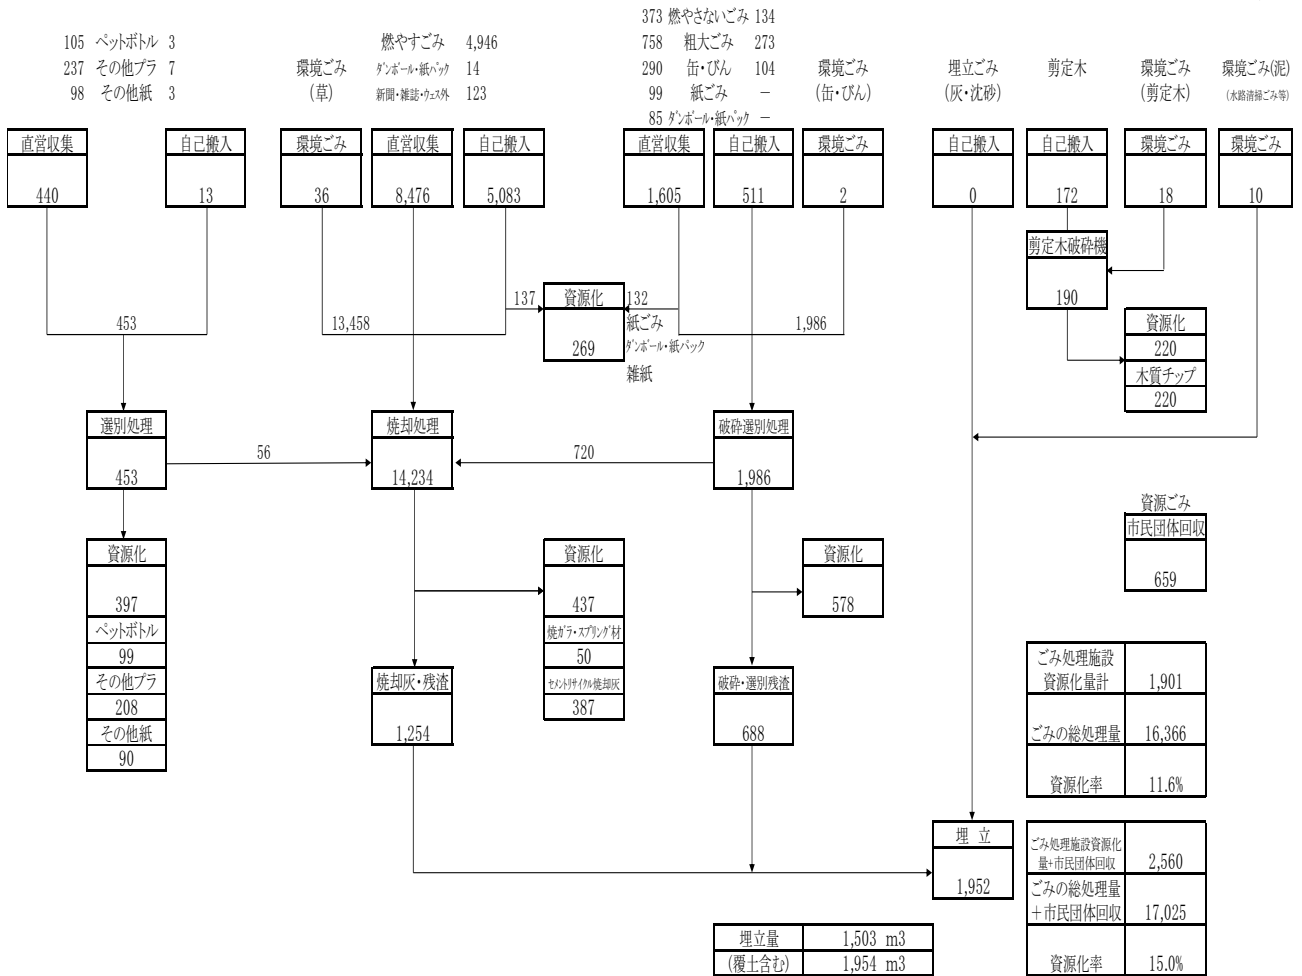 373 燃やさないごみ 134
105 ペットボトル 3
燃やすごみ 4,946
758 粗大ごみ 273
237 その他プラ 7
環境ごみ
ダンボール・紙パック 14
290 缶・びん 104
環境ごみ
埋立ごみ
剪定木
環境ごみ
環境ごみ(泥)
98 その他紙 3
(草)
新聞・雑誌・ウェス外 123
99 紙ごみ －
(缶・びん)
(灰・沈砂)
(剪定木)
(水路清掃ごみ等)
85 ダンボール・紙パック －
直営収集
自己搬入
環境ごみ
直営収集
自己搬入
直営収集
自己搬入
環境ごみ
自己搬入
自己搬入
環境ごみ
環境ごみ
440
13
36
8,476
5,083
1,605
511
2
0
172
18
10
剪定木破砕機
190
137
資源化
132
453
13,458
紙ごみ
1,986
資源化
269
ダンボール・紙パック
220
雑紙
木質チップ
220
選別処理
焼却処理
破砕選別処理
56
720
453
14,234
1,986
資源ごみ
市民団体回収
659
資源化
資源化
資源化
397
437
578
ペットボトル
焼ガラ・スプリング材
99
50
その他プラ
焼却灰・残渣
セメントリサイクル焼却灰
破砕・選別残渣
208
387
その他紙
1,254
688
90
ごみ処理施設
資源化量計 1,901
ごみの総処理量 16,366
資源化率 11.6%
埋 立
1,952
ごみ処理施設資源化
量+市民団体回収 2,560
ごみの総処理量
＋市民団体回収 17,025
資源化率 15.0%
埋立量 1,503 m3
(覆土含む) 1,954 m3